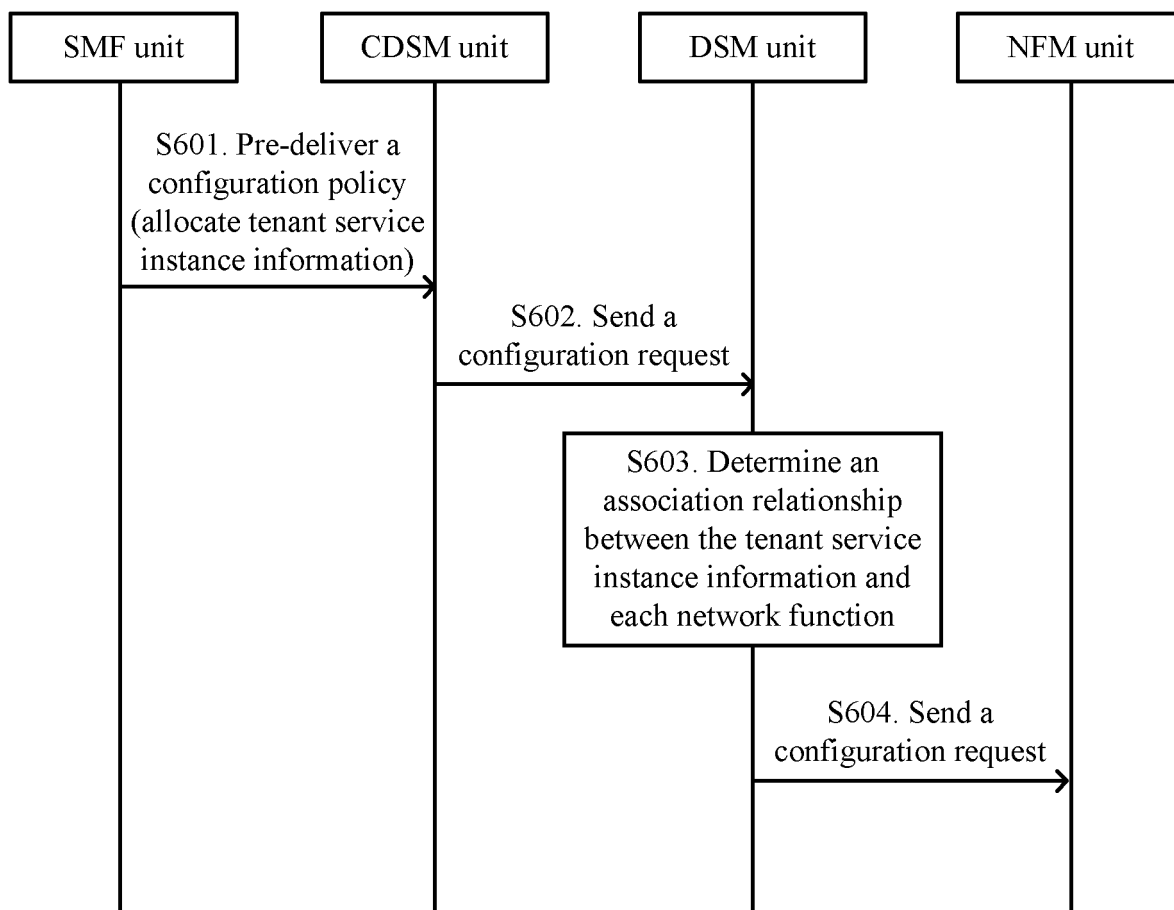 SMF unit
CDSM unit
DSM unit
NFM unit
S601. Pre-deliver a
configuration policy
(allocate tenant service
instance information)
S602. Send a
configuration request
S603. Determine an
association relationship
between the tenant service
instance information and
each network function
S604. Send a
configuration request